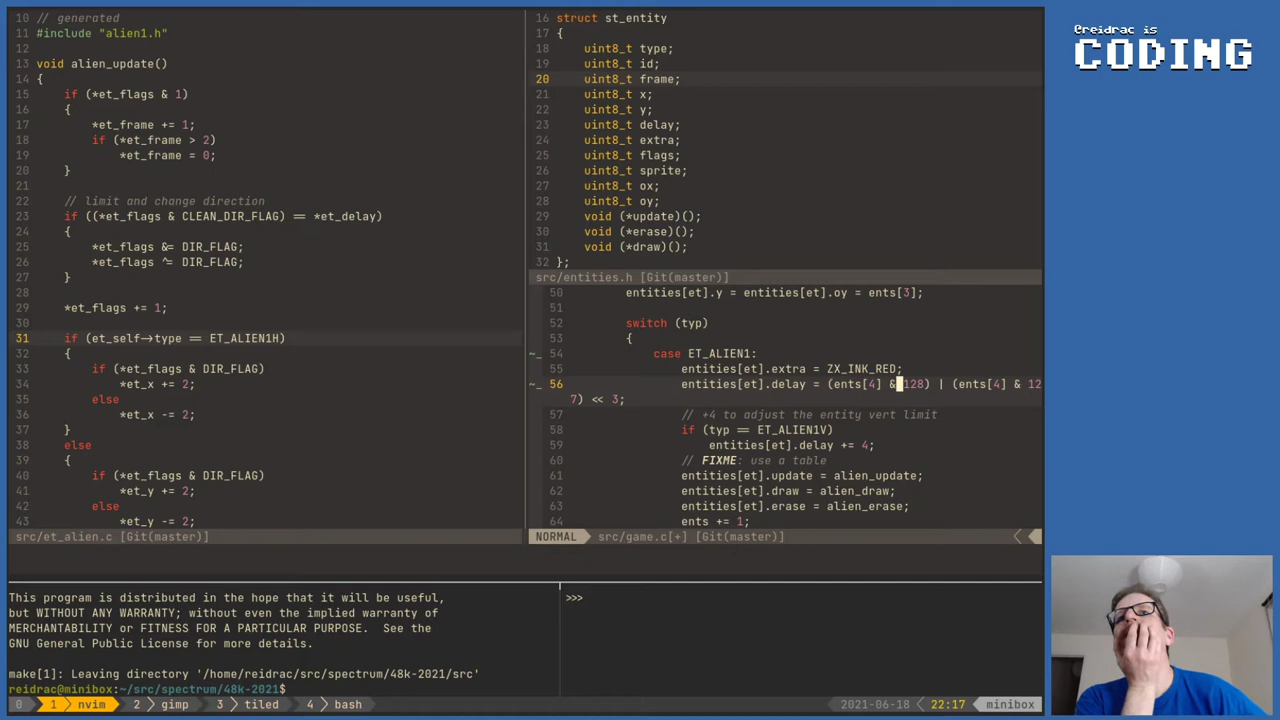 10 // generated
11 #include "alien1.h"
12
13 void alien_update()
14 {
15 if (*et_flags & 1)
16 {
17 *et_frame += 1;
18 if (*et_frame > 2)
19 *et_frame = 0;
20 }
21
22 // limit and change direction
23 if ((*et_flags & CLEAN_DIR_FLAG) == *et_delay)
24 {
25 *et_flags &= DIR_FLAG;
26 *et_flags ^= DIR_FLAG;
27 }
28
29 *et_flags += 1;
30
31 if (et_self->type == ET_ALIEN1H)
32 {
33 if (*et_flags & DIR_FLAG)
34 *et_x += 2;
35 else
36 *et_x -= 2;
37 }
38 else
39 {
40 if (*et_flags & DIR_FLAG)
41 *et_y += 2;
42 else
43 *et_y -= 2;
src/et_alien.c [Git(master)]
16 struct st_entity
17 {
18 uint8_t type;
19 uint8_t id;
20 uint8_t frame;
21 uint8_t x;
22 uint8_t y;
23 uint8_t delay;
24 uint8_t extra;
25 uint8_t flags;
26 uint8_t sprite;
27 uint8_t ox;
28 uint8_t oy;
29 void (*update)();
30 void (*erase)();
31 void (*draw)();
32 };
src/entities.h [Git(master)]
50 entities[et].y = entities[et].oy = ents[3];
51
52 switch (typ)
53 {
~_ 54 case ET_ALIEN1:
55 entities[et].extra = ZX_INK_RED;
~_ 56 entities[et].delay = (ents[4] & 128) | (ents[4] & 12
7) << 3;
57 // +4 to adjust the entity vert limit
58 if (typ == ET_ALIEN1V)
59 entities[et].delay += 4;
60 // FIXME: use a table
61 entities[et].update = alien_update;
62 entities[et].draw = alien_draw;
63 entities[et].erase = alien_erase;
64 ents += 1;
NORMAL src/game.c[+] [Git(master)]
This program is distributed in the hope that it will be useful,
but WITHOUT ANY WARRANTY; without even the implied warranty of
MERCHANTABILITY or FITNESS FOR A PARTICULAR PURPOSE. See the
GNU General Public License for more details.
make[1]: Leaving directory '/home/reidrac/src/spectrum/48k-2021/src'
reidrac@minibox:~/src/spectrum/48k-2021$
>>>
0 1 nvim 2 gimp 3 tiled 4 bash 2021-06-18 22:17 minibox
@reidrac is
CODING